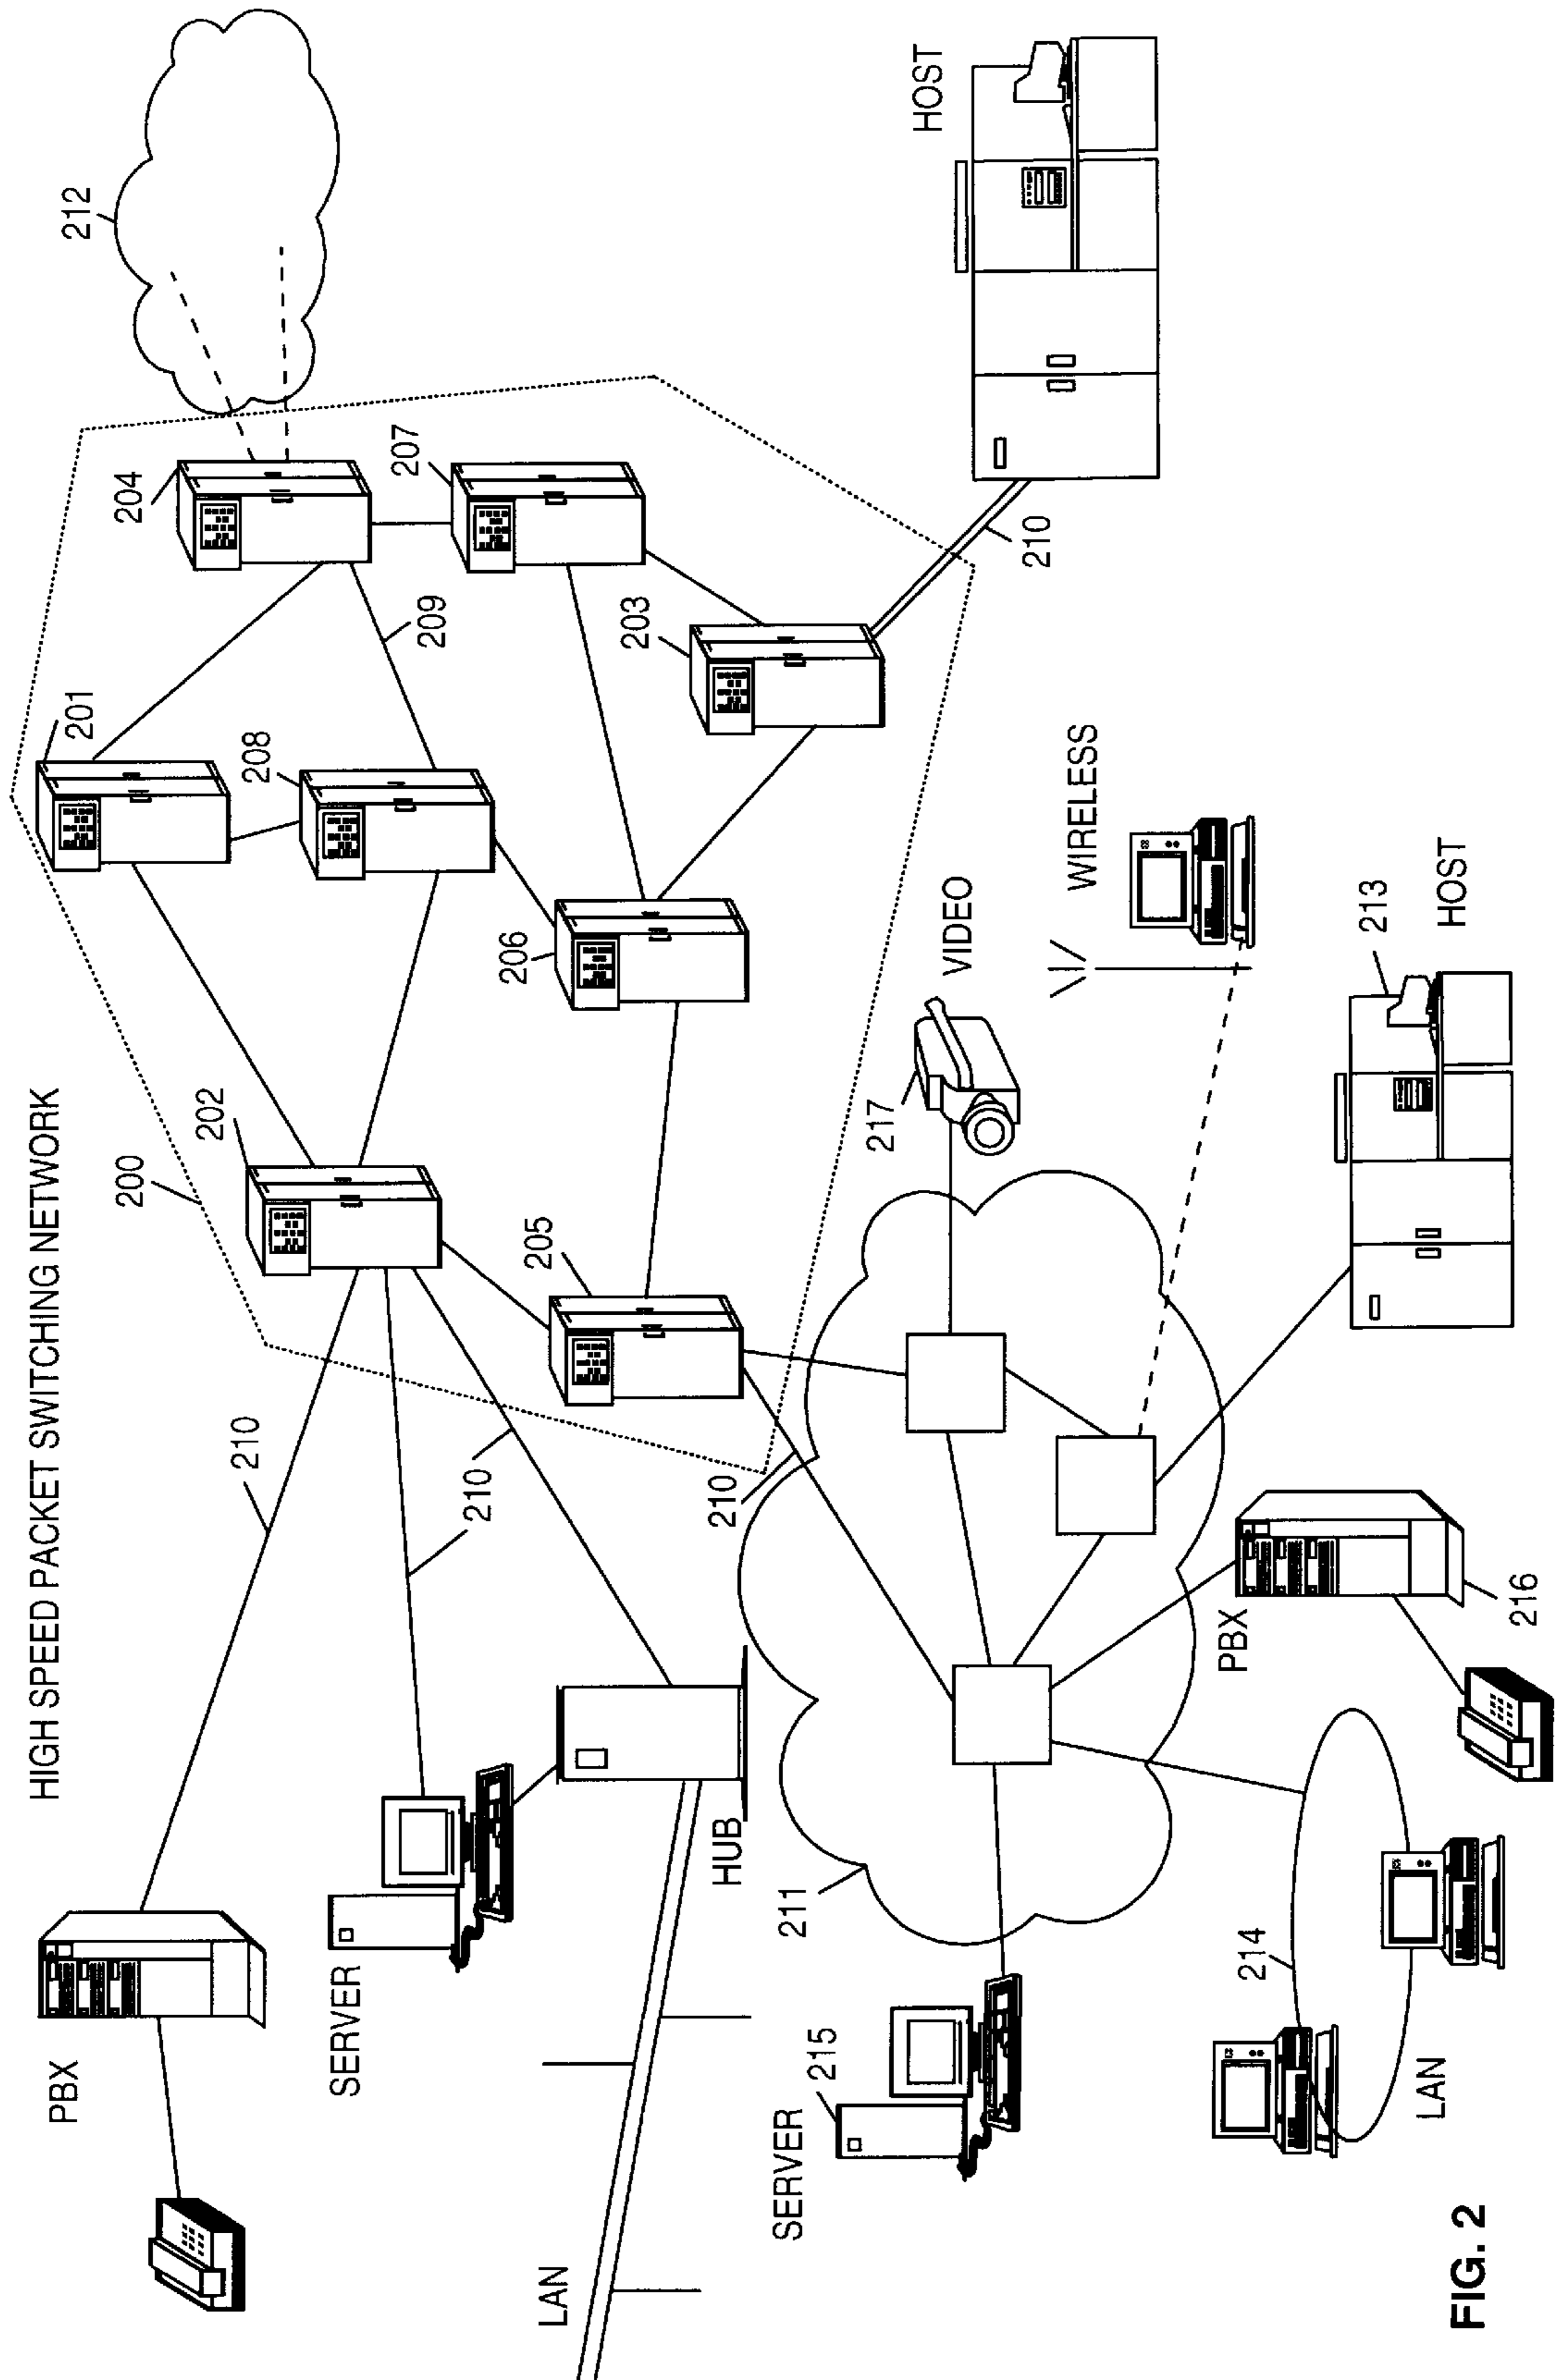 HIGH SPEED PACKET SWITCHING NETWORK
PBX
210
200
202
201
204
212
SERVER
210
208
209
207
205
206
203
LAN
HUB
210
210
HOST
211
217
VIDEO
WIRELESS
SERVER
215
214
PBX
213
HOST
LAN
216
FIG. 2